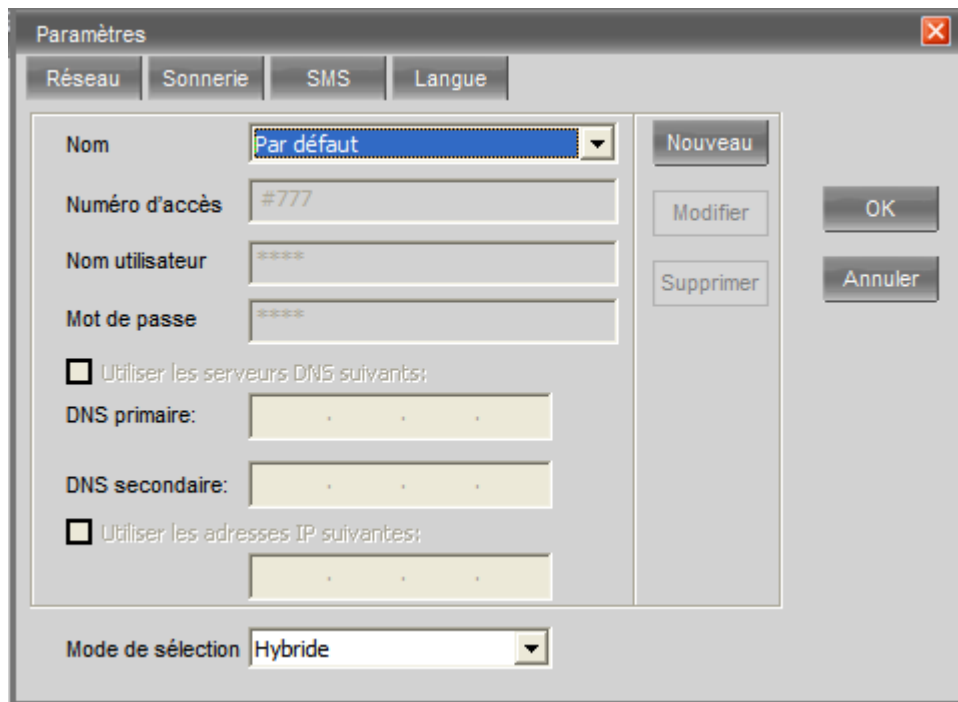 Paramètres
Réseau Sonnerie SMS Langue
Nom Par défaut Nouveau
Numéro d'accès #777 Modifier OK
Nom utilisateur ****
Supprimer Annuler
Mot de passe ****
Utiliser les serveurs DNS suivants:
DNS primaire: . . .
DNS secondaire: . . .
Utiliser les adresses IP suivantes:
. . .
Mode de sélection Hybride